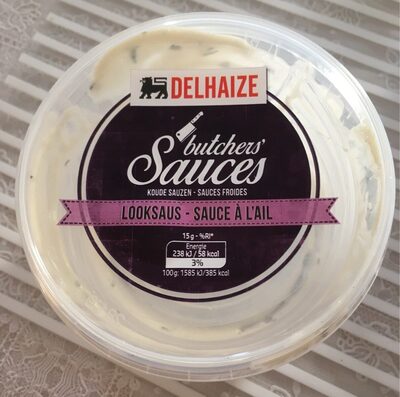 DELHAIZE
butchers'
Sauces
KOUDE SAUZEN - SAUCES FROIDES
LOOKSAUS - SAUCE À L'AIL
15g - %RI*
Energie
238 kJ / 58 kcal
3%
100g: 1585 kJ/385 kcal